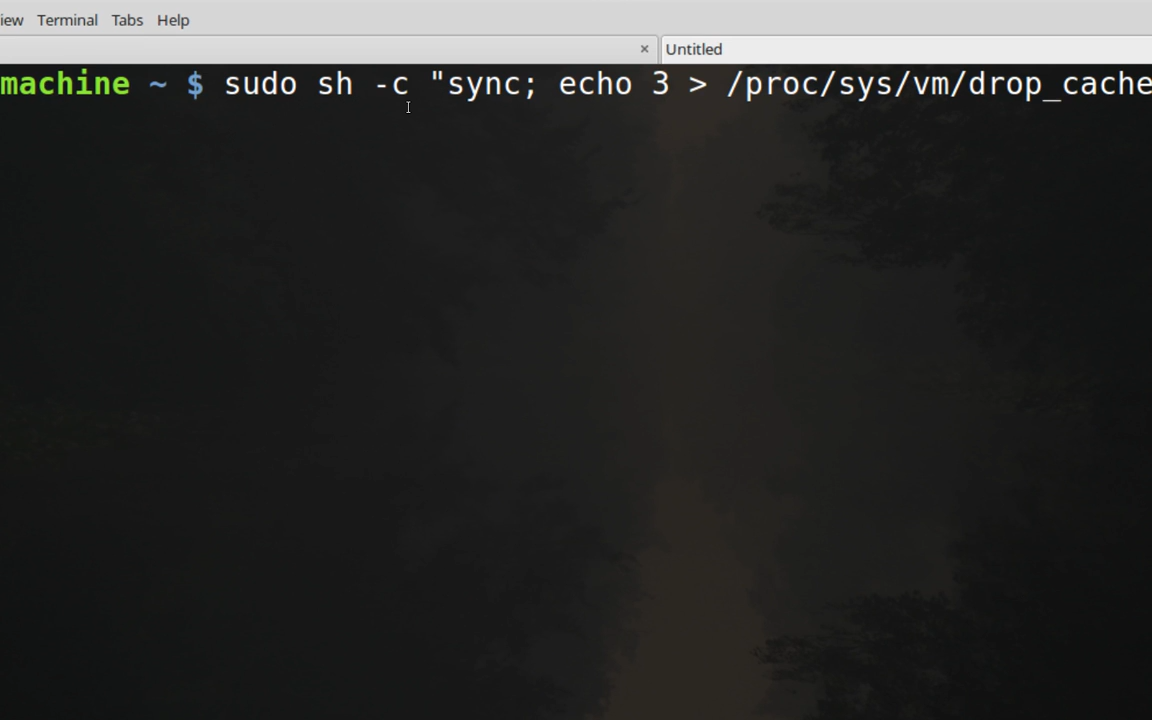 iew Terminal Tabs Help
× Untitled
machine ~ $ sudo sh -c "sync; echo 3 > /proc/sys/vm/drop_cache